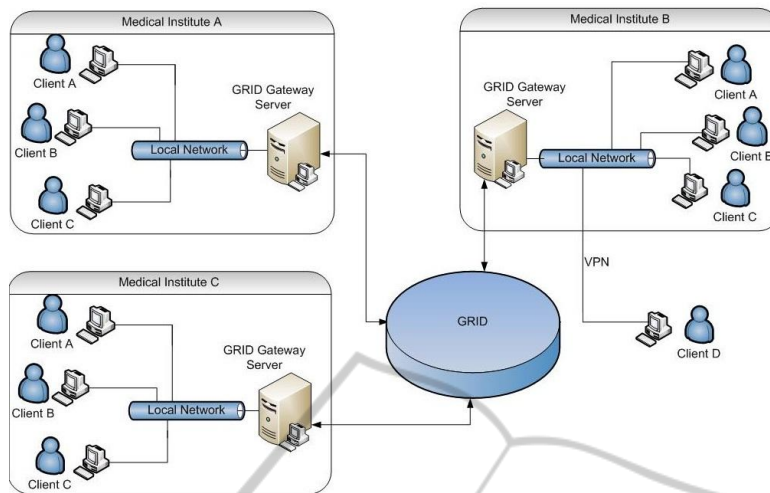 Medical Institute A
Client A
GRID Gateway
Server
Client B
Local Network
Client C
Medical Institute B
GRID Gateway
Server
Client A
Client B
Local Network
Client C
VPN
Client D
GRID
Medical Institute C
Client A
GRID Gateway
Server
Client B
Local Network
Client C